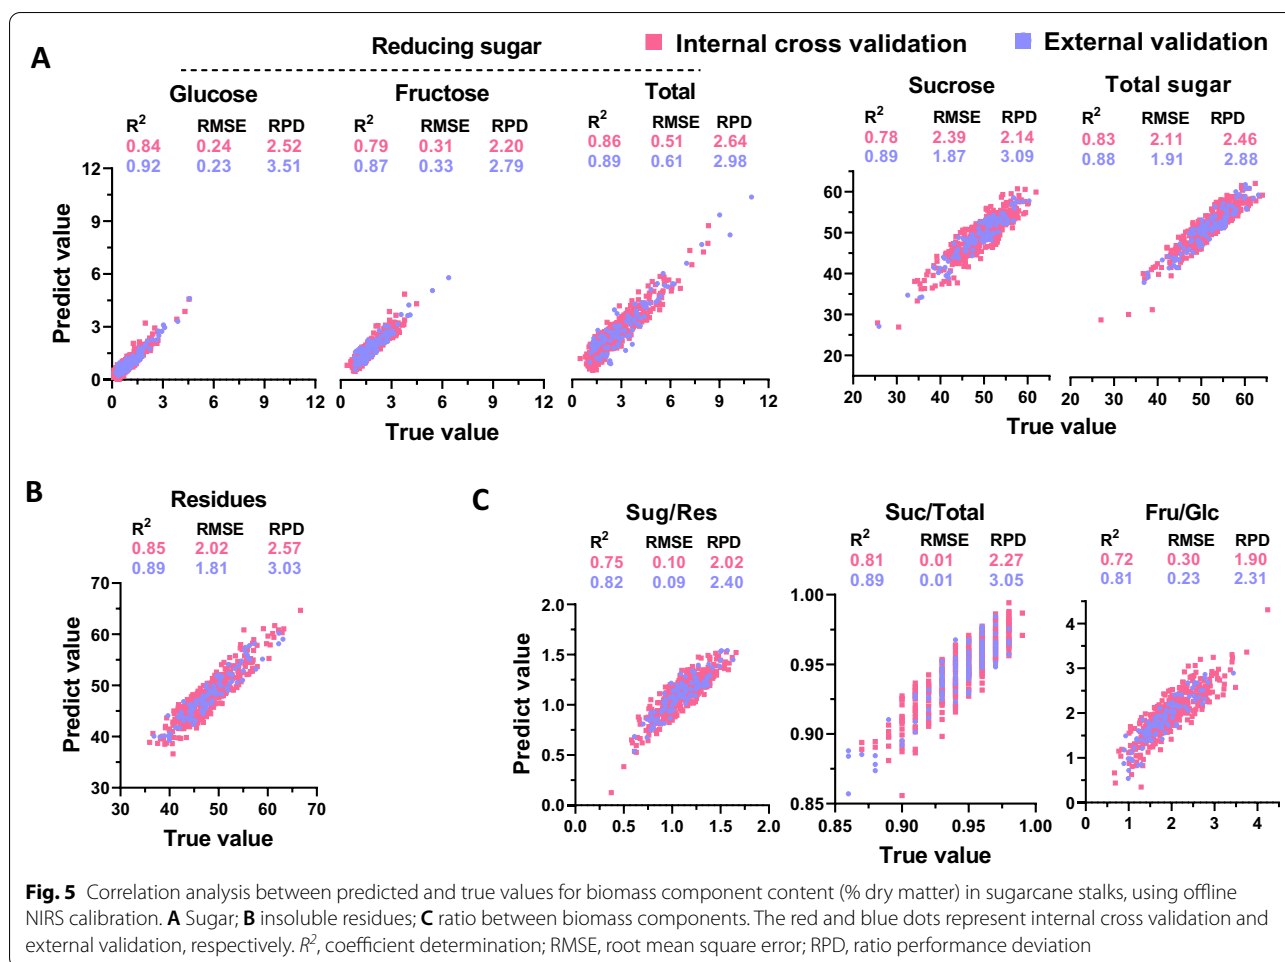 A
Reducing sugar
Internal cross validation
External validation
Glucose
R² RMSE RPD
0.84 0.24 2.52
0.92 0.23 3.51
Fructose
R² RMSE RPD
0.79 0.31 2.20
0.87 0.33 2.79
Total
R² RMSE RPD
0.86 0.51 2.64
0.89 0.61 2.98
Sucrose
R² RMSE RPD
0.78 2.39 2.14
0.89 1.87 3.09
Total sugar
R² RMSE RPD
0.83 2.11 2.46
0.88 1.91 2.88
Predict value
12
9
6
3
0
0 3 6 9 12
0 3 6 9 12
0 3 6 9 12
True value
60
50
40
30
20
20 30 40 50 60
20 30 40 50 60
True value
B
Residues
R² RMSE RPD
0.85 2.02 2.57
0.89 1.81 3.03
Predict value
70
60
50
40
30
30 40 50 60 70
True value
C
Sug/Res
R² RMSE RPD
0.75 0.10 2.02
0.82 0.09 2.40
Predict value
2.0
1.5
1.0
0.5
0.0
0.0 0.5 1.0 1.5 2.0
Suc/Total
R² RMSE RPD
0.81 0.01 2.27
0.89 0.01 3.05
1.00
0.95
0.90
0.85
0.85 0.90 0.95 1.00
True value
Fru/Glc
R² RMSE RPD
0.72 0.30 1.90
0.81 0.23 2.31
4
3
2
1
0
0 1 2 3 4
Fig. 5 Correlation analysis between predicted and true values for biomass component content (% dry matter) in sugarcane stalks, using offline
NIRS calibration. A Sugar; B insoluble residues; C ratio between biomass components. The red and blue dots represent internal cross validation and
external validation, respectively. R², coefficient determination; RMSE, root mean square error; RPD, ratio performance deviation